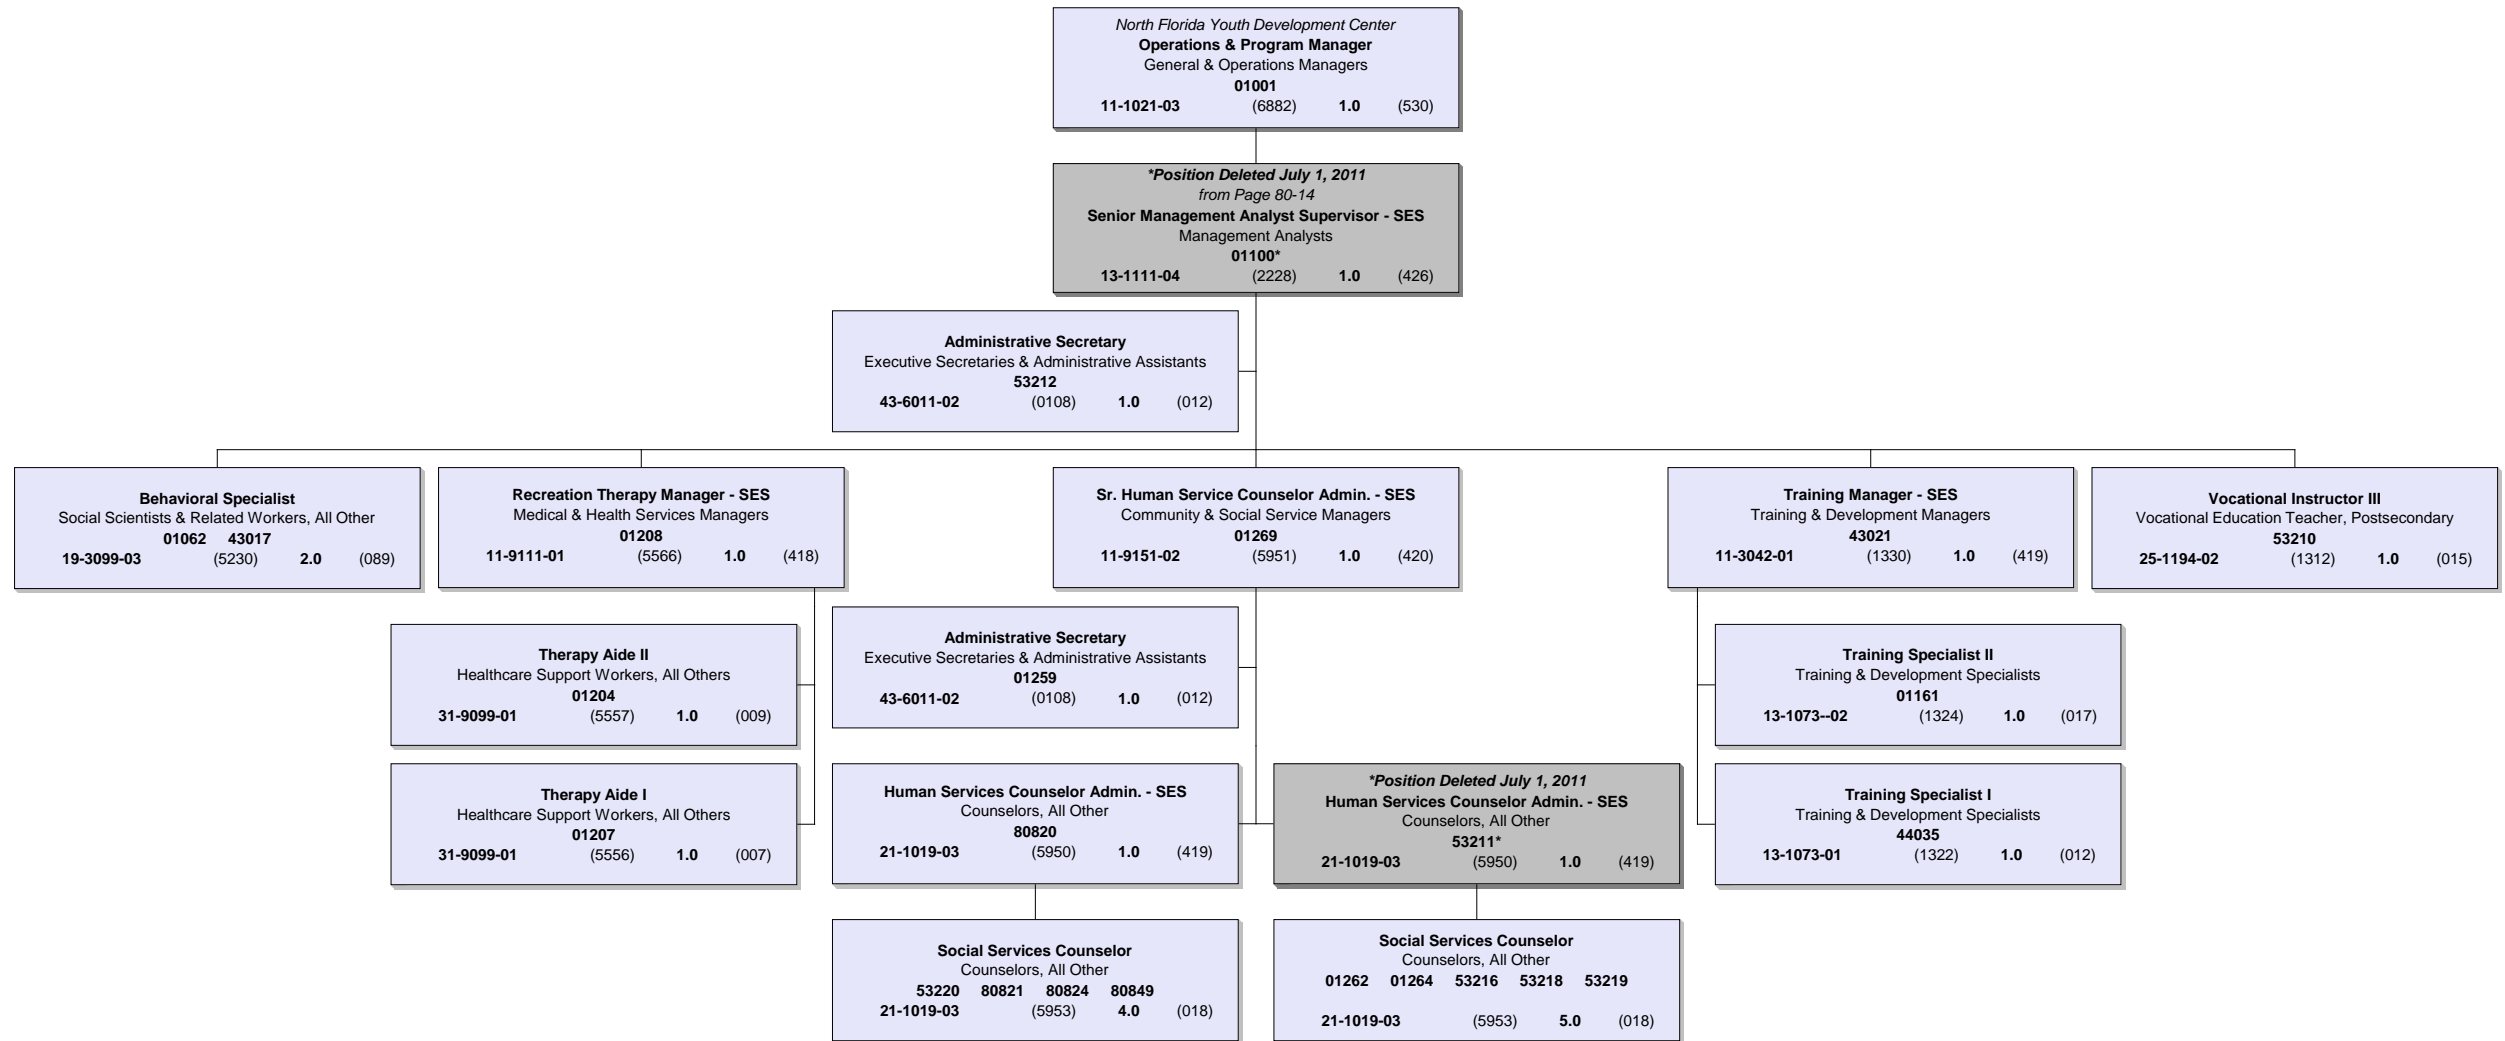 North Florida Youth Development Center
Operations & Program Manager
General & Operations Managers
01001
11-1021-03 (6882) 1.0 (530)
*Position Deleted July 1, 2011
from Page 80-14
Senior Management Analyst Supervisor - SES
Management Analysts
01100*
13-1111-04 (2228) 1.0 (426)
Administrative Secretary
Executive Secretaries & Administrative Assistants
53212
43-6011-02 (0108) 1.0 (012)
Behavioral Specialist
Social Scientists & Related Workers, All Other
01062 43017
19-3099-03 (5230) 2.0 (089)
Recreation Therapy Manager - SES
Medical & Health Services Managers
01208
11-9111-01 (5566) 1.0 (418)
Sr. Human Service Counselor Admin. - SES
Community & Social Service Managers
01269
11-9151-02 (5951) 1.0 (420)
Training Manager - SES
Training & Development Managers
43021
11-3042-01 (1330) 1.0 (419)
Vocational Instructor III
Vocational Education Teacher, Postsecondary
53210
25-1194-02 (1312) 1.0 (015)
Therapy Aide II
Healthcare Support Workers, All Others
01204
31-9099-01 (5557) 1.0 (009)
Administrative Secretary
Executive Secretaries & Administrative Assistants
01259
43-6011-02 (0108) 1.0 (012)
Training Specialist II
Training & Development Specialists
01161
13-1073--02 (1324) 1.0 (017)
Therapy Aide I
Healthcare Support Workers, All Others
01207
31-9099-01 (5556) 1.0 (007)
Human Services Counselor Admin. - SES
Counselors, All Other
80820
21-1019-03 (5950) 1.0 (419)
*Position Deleted July 1, 2011
Human Services Counselor Admin. - SES
Counselors, All Other
53211*
21-1019-03 (5950) 1.0 (419)
Training Specialist I
Training & Development Specialists
44035
13-1073-01 (1322) 1.0 (012)
Social Services Counselor
Counselors, All Other
53220 80821 80824 80849
21-1019-03 (5953) 4.0 (018)
Social Services Counselor
Counselors, All Other
01262 01264 53216 53218 53219
21-1019-03 (5953) 5.0 (018)